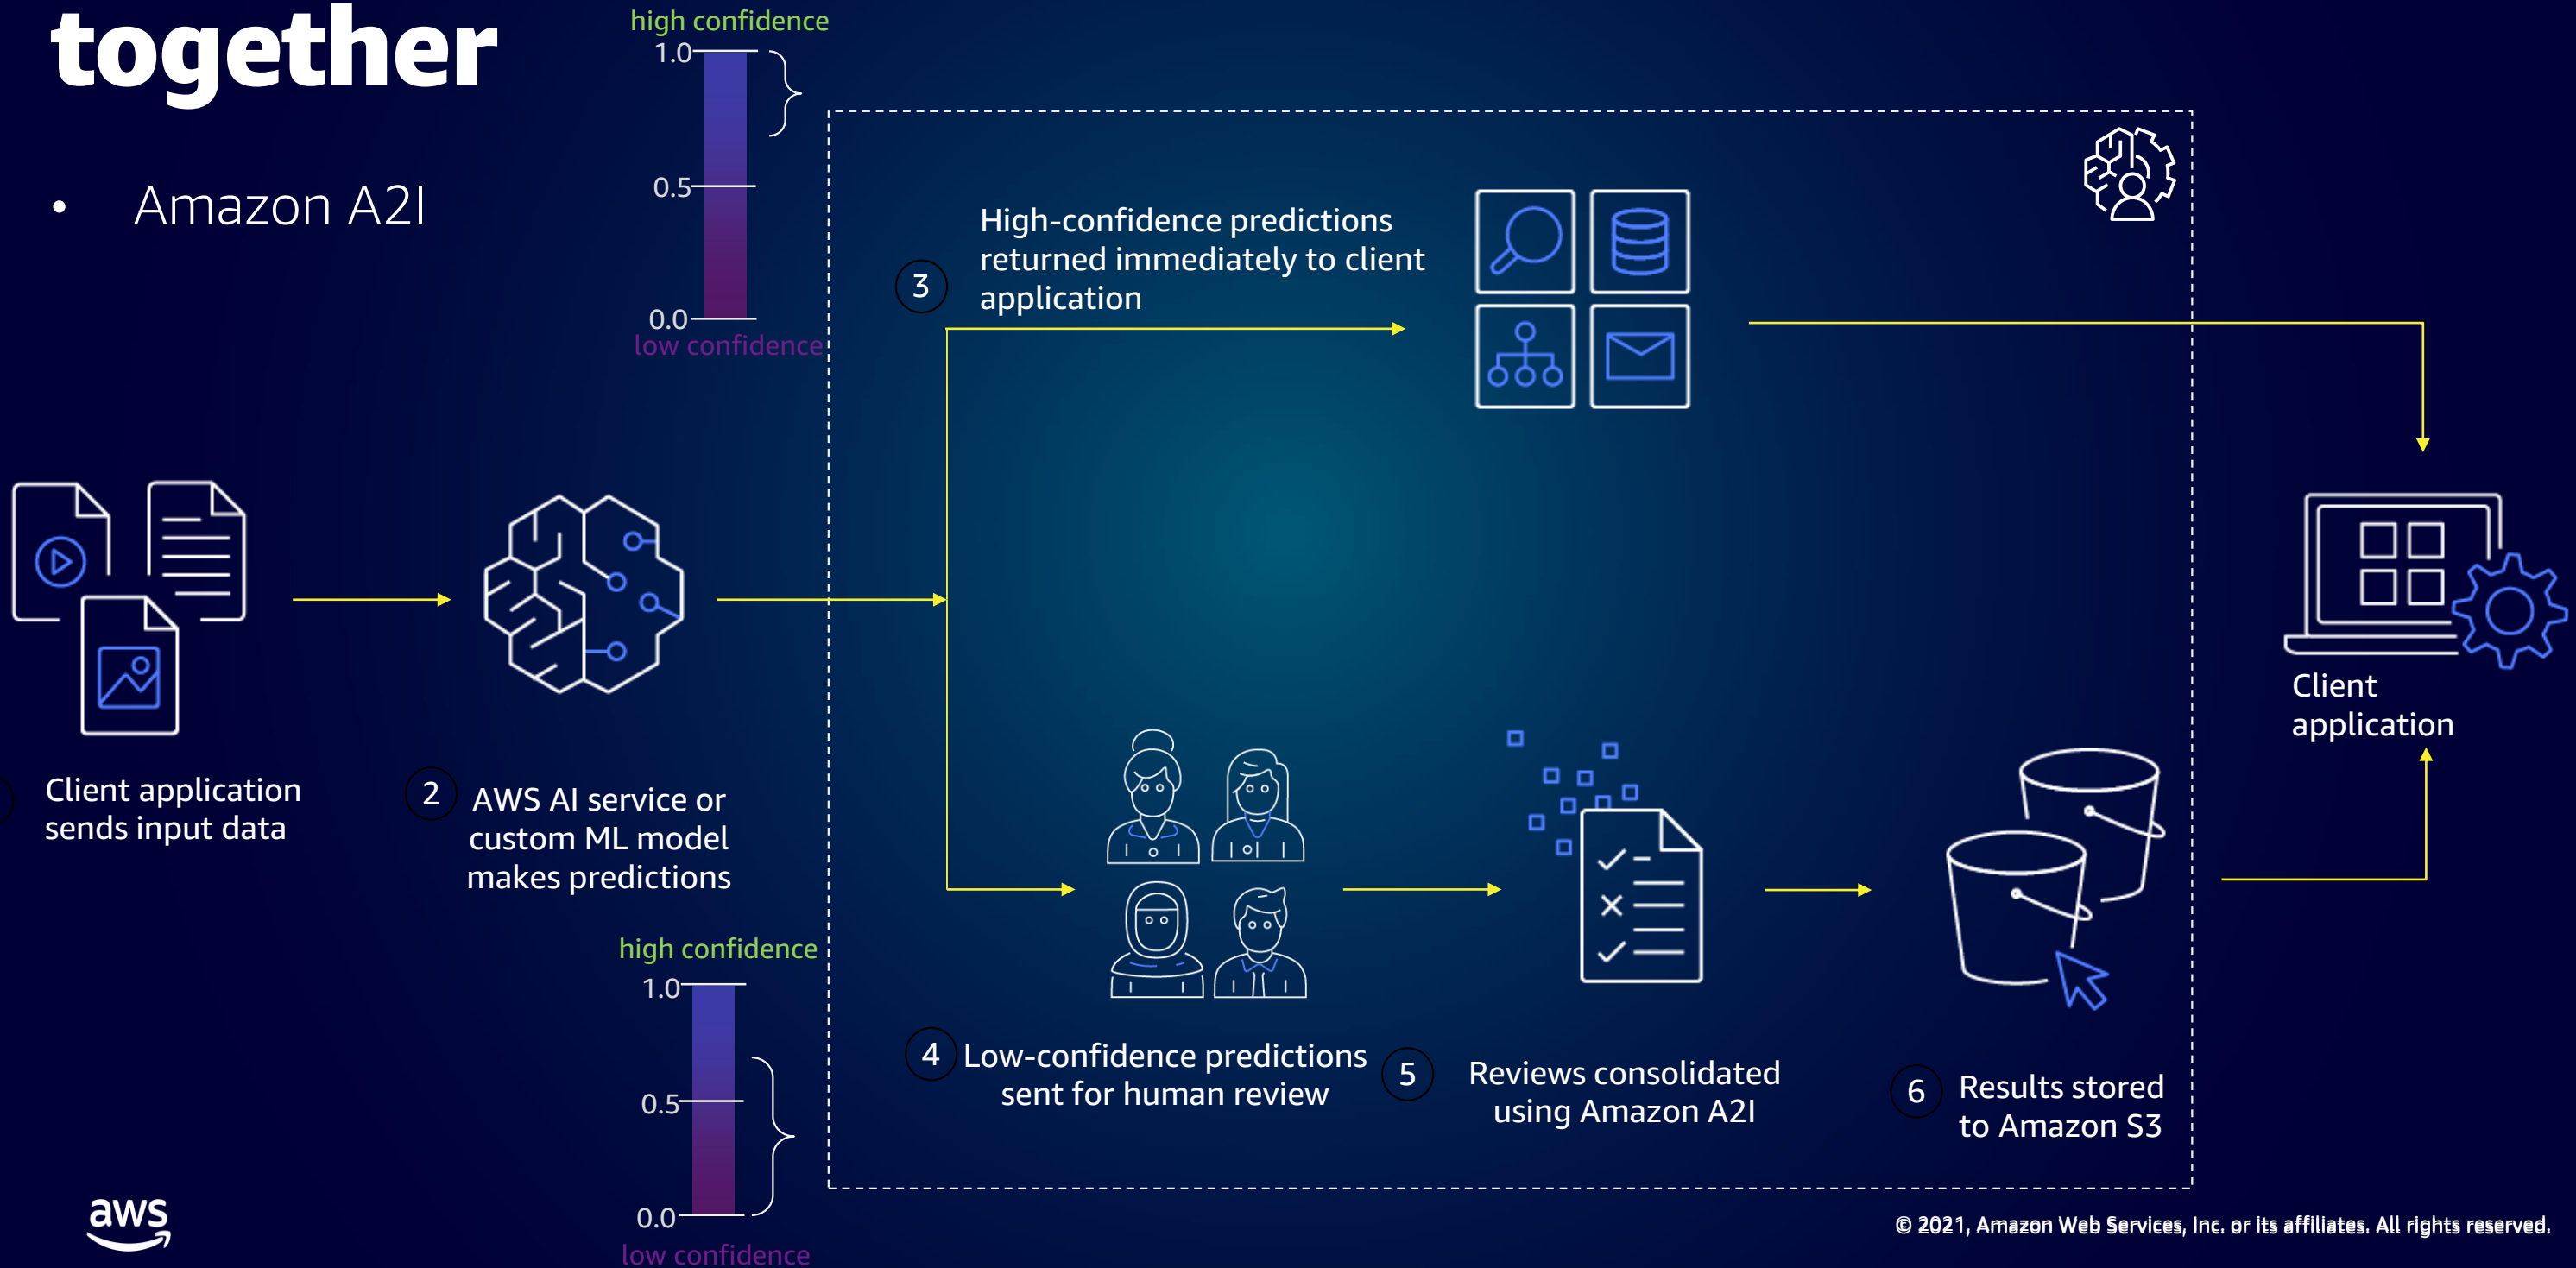 together
• Amazon A2I
high confidence
1.0
0.5
0.0
low confidence
3
High-confidence predictions
returned immediately to client
application
Client application
sends input data
2
AWS AI service or
custom ML model
makes predictions
high confidence
1.0
0.5
0.0
low confidence
4
Low-confidence predictions
sent for human review
5
Reviews consolidated
using Amazon A2I
6
Results stored
to Amazon S3
Client
application
aws
© 2021, Amazon Web Services, Inc. or its affiliates. All rights reserved.